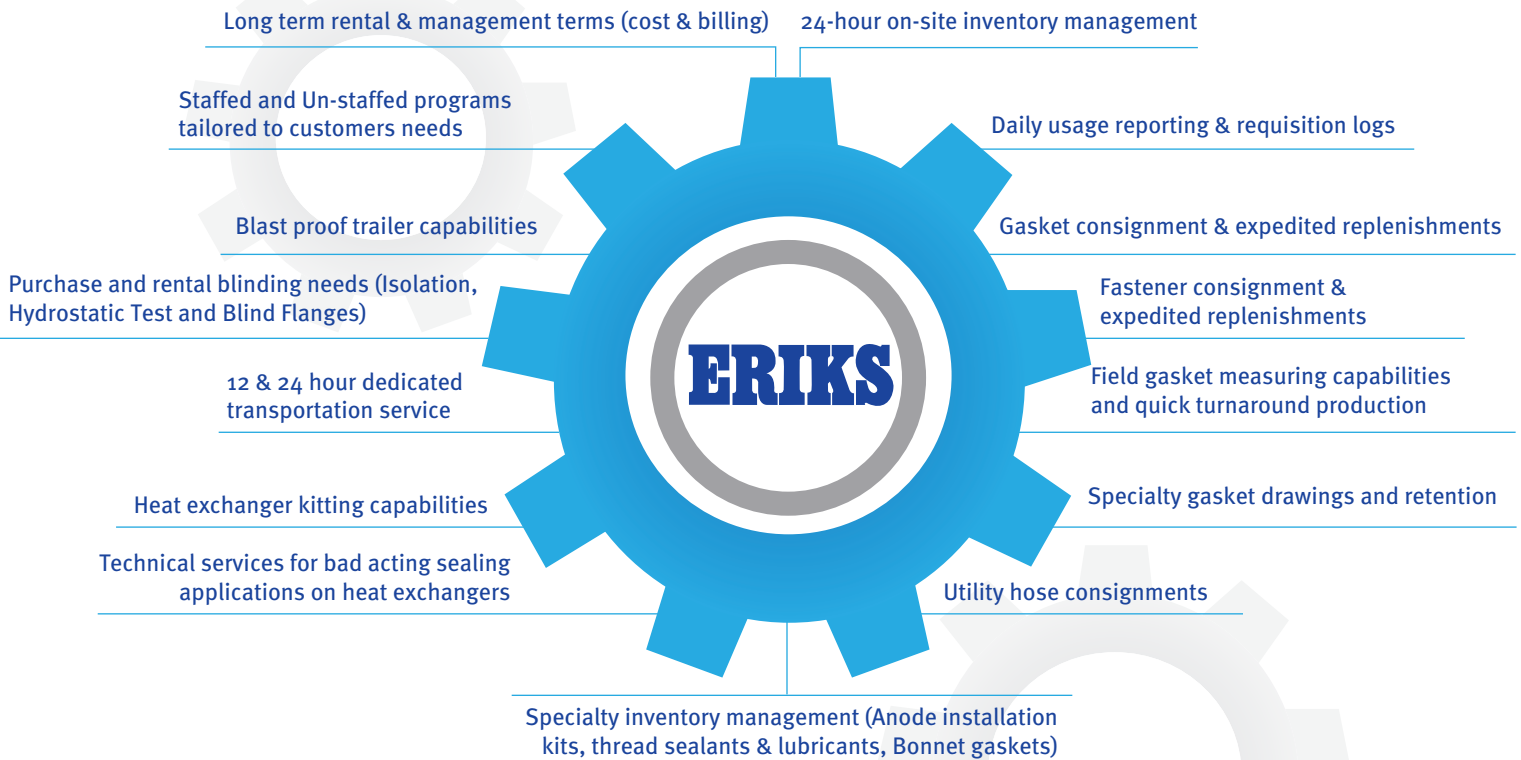 Long term rental & management terms (cost & billing)
24-hour on-site inventory management
Staffed and Un-staffed programs
tailored to customers needs
Daily usage reporting & requisition logs
Blast proof trailer capabilities
Gasket consignment & expedited replenishments
Purchase and rental blinding needs (Isolation,
Hydrostatic Test and Blind Flanges)
Fastener consignment &
expedited replenishments
ERIKS
12 & 24 hour dedicated
transportation service
Field gasket measuring capabilities
and quick turnaround production
Heat exchanger kitting capabilities
Specialty gasket drawings and retention
Technical services for bad acting sealing
applications on heat exchangers
Utility hose consignments
Specialty inventory management (Anode installation
kits, thread sealants & lubricants, Bonnet gaskets)